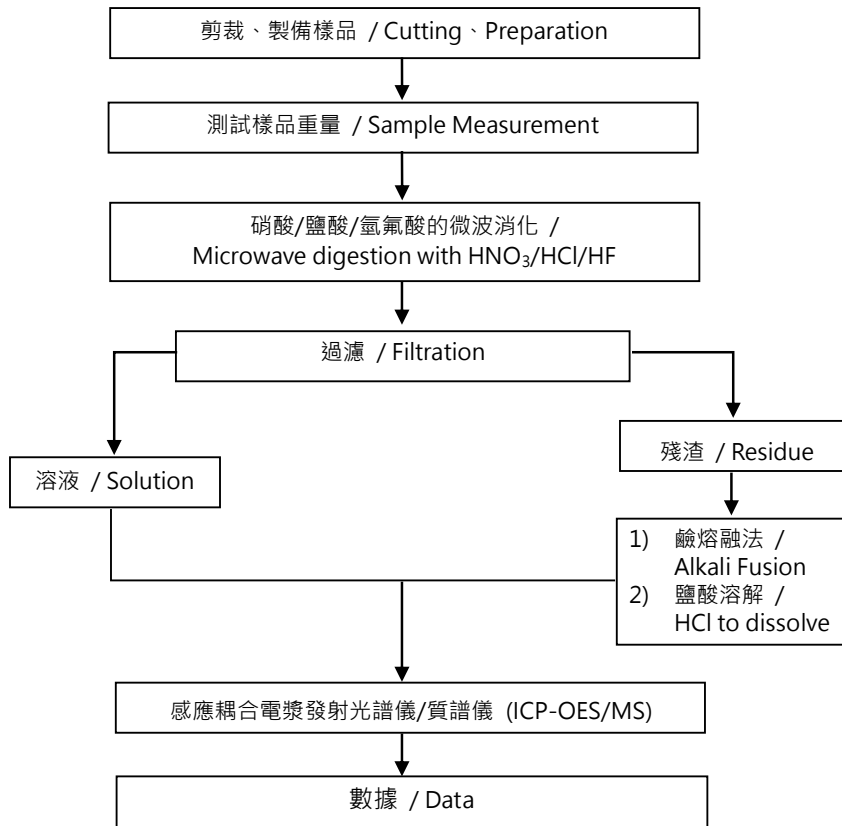 剪裁、製備樣品 / Cutting、Preparation
測試樣品重量 / Sample Measurement
硝酸/鹽酸/氫氟酸的微波消化 /
Microwave digestion with HNO₃/HCl/HF
過濾 / Filtration
溶液 / Solution
殘渣 / Residue
1) 鹼熔融法 /
Alkali Fusion
2) 鹽酸溶解 /
HCl to dissolve
感應耦合電漿發射光譜儀/質譜儀 (ICP-OES/MS)
數據 / Data